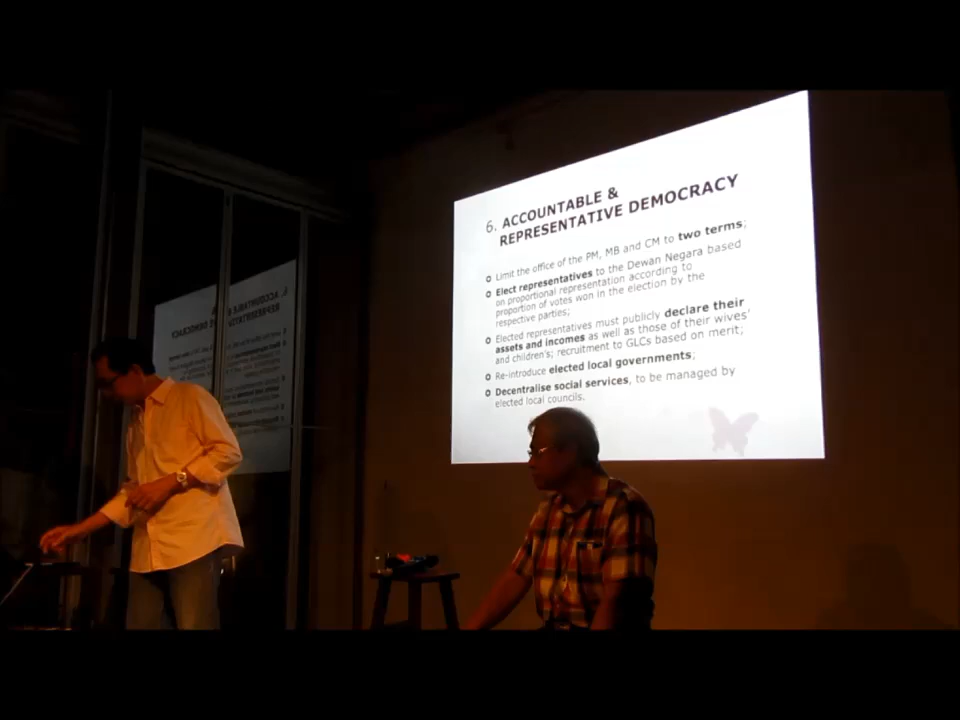 6. ACCOUNTABLE &
REPRESENTATIVE DEMOCRACY
Limit the office of the PM, MB and CM to two terms;
Elect representatives to the Dewan Negara based
on proportional representation according to
proportion of votes won in the election by the
respective parties;
Elected representatives must publicly declare their
assets and incomes as well as those of their wives'
and children's; recruitment to GLCs based on merit;
Re-introduce elected local governments;
Decentralise social services, to be managed by
elected local councils.